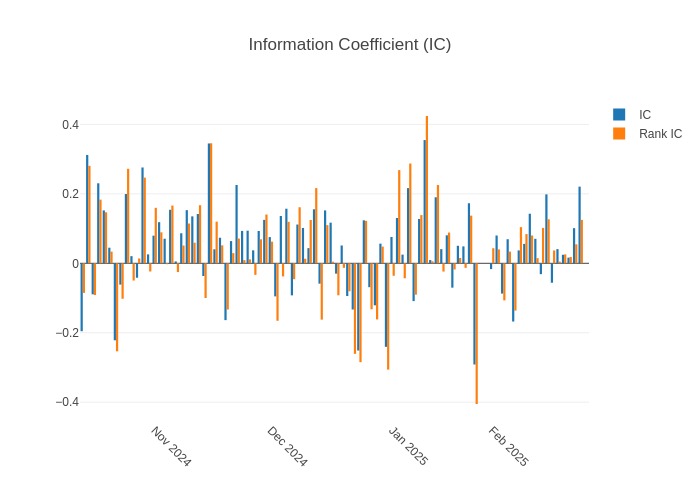 Information Coefficient (IC)
IC
Rank IC
0.4
0.2
0
−0.2
−0.4
Nov 2024
Dec 2024
Jan 2025
Feb 2025